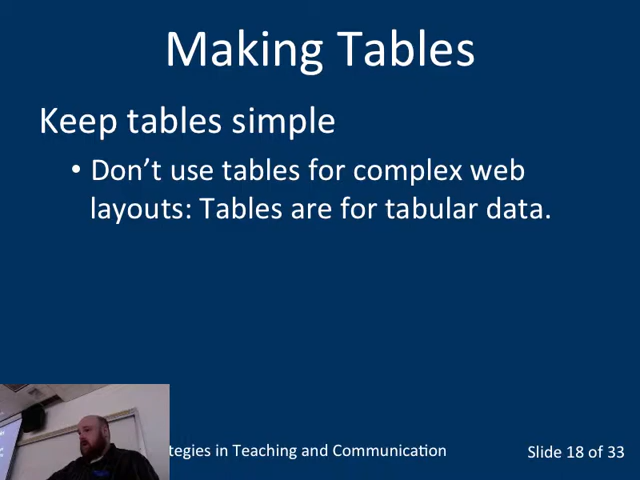 Making Tables
Keep tables simple
• Don't use tables for complex web
layouts: Tables are for tabular data.
tegies in Teaching and Communication
Slide 18 of 33